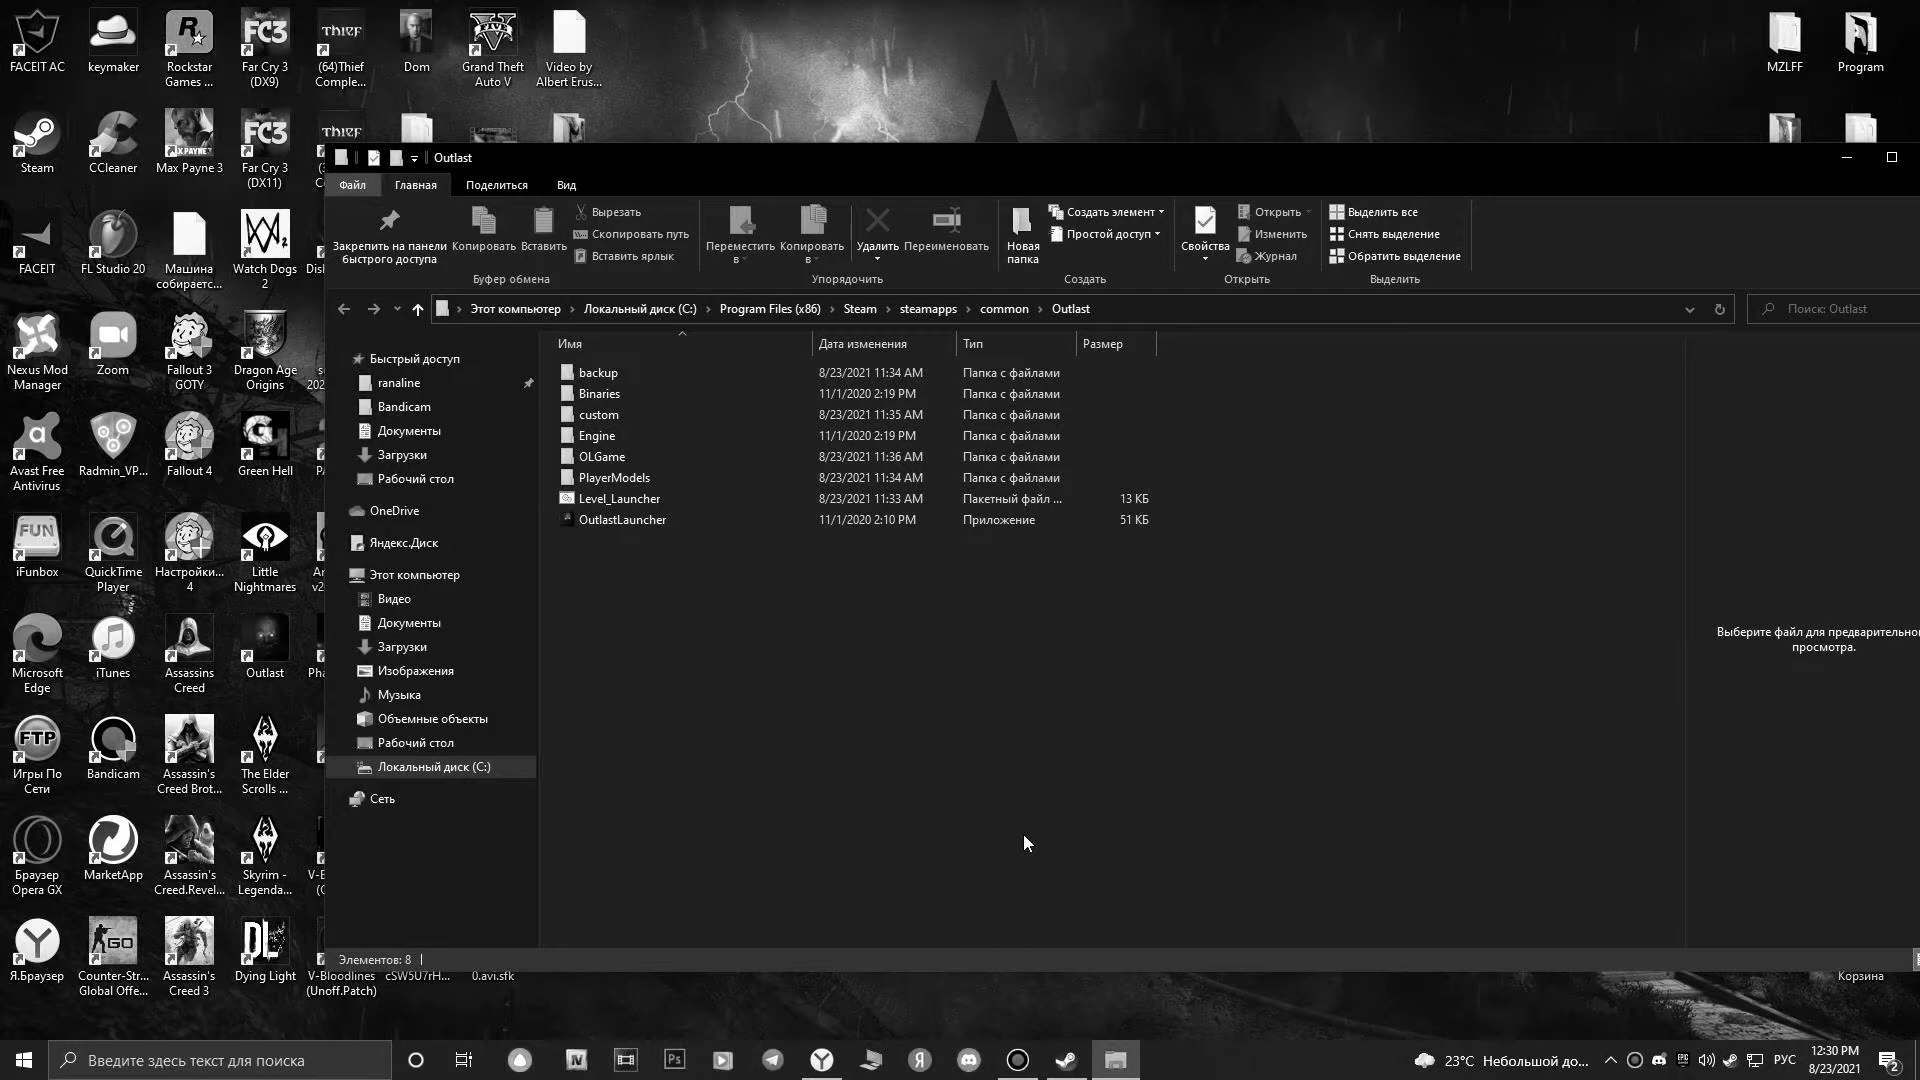 FACEIT AC
keymaker
Rockstar
Games ...
Far Cry 3
(DX9)
(64)Thief
Comple...
Dom
Grand Theft
Auto V
Video by
Albert Erus...
MZLFF
Program
Steam
CCleaner
Max Payne 3
Far Cry 3
(DX11)
FACEIT
FL Studio 20
Машина
собираетс...
Watch Dogs
2
Nexus Mod
Manager
Zoom
Fallout 3
GOTY
Dragon Age
Origins
Avast Free
Antivirus
Radmin_VP...
Fallout 4
Green Hell
iFunbox
QuickTime
Player
Настройки...
4
Little
Nightmares
Microsoft
Edge
iTunes
Assassins
Creed
Outlast
Игры По
Сети
Bandicam
Assassin's
Creed Brot...
The Elder
Scrolls ...
Браузер
Opera GX
MarketApp
Assassin's
Creed.Revel...
Skyrim -
Legenda...
Я.Браузер
Counter-Str...
Global Offe...
Assassin's
Creed 3
Dying Light
V-Bloodlines
(Unoff.Patch)
cSW5U7rH...
0.avi.sfk
Корзина
Outlast
Файл
Главная
Поделиться
Вид
Закрепить на панели
быстрого доступа
Копировать
Вставить
Вырезать
Скопировать путь
Вставить ярлык
Буфер обмена
Переместить
в
Копировать
в
Удалить
Переименовать
Упорядочить
Новая
папка
Создать элемент
Простой доступ
Создать
Свойства
Открыть
Изменить
Журнал
Открыть
Выделить все
Снять выделение
Обратить выделение
Выделить
Этот компьютер
Локальный диск (C:)
Program Files (x86)
Steam
steamapps
common
Outlast
Поиск: Outlast
Быстрый доступ
ranaline
Bandicam
Документы
Загрузки
Рабочий стол
OneDrive
Яндекс.Диск
Этот компьютер
Видео
Документы
Загрузки
Изображения
Музыка
Объемные объекты
Рабочий стол
Локальный диск (C:)
Сеть
Имя Дата изменения Тип Размер
backup 8/23/2021 11:34 AM Папка с файлами
Binaries 11/1/2020 2:19 PM Папка с файлами
custom 8/23/2021 11:35 AM Папка с файлами
Engine 11/1/2020 2:19 PM Папка с файлами
OLGame 8/23/2021 11:36 AM Папка с файлами
PlayerModels 8/23/2021 11:34 AM Папка с файлами
Level_Launcher 8/23/2021 11:33 AM Пакетный файл ... 13 КБ
OutlastLauncher 11/1/2020 2:10 PM Приложение 51 КБ
Выберите файл для предварительно
просмотра.
Элементов: 8
Введите здесь текст для поиска
23°C Небольшой до...
РУС
12:30 PM
8/23/2021
2